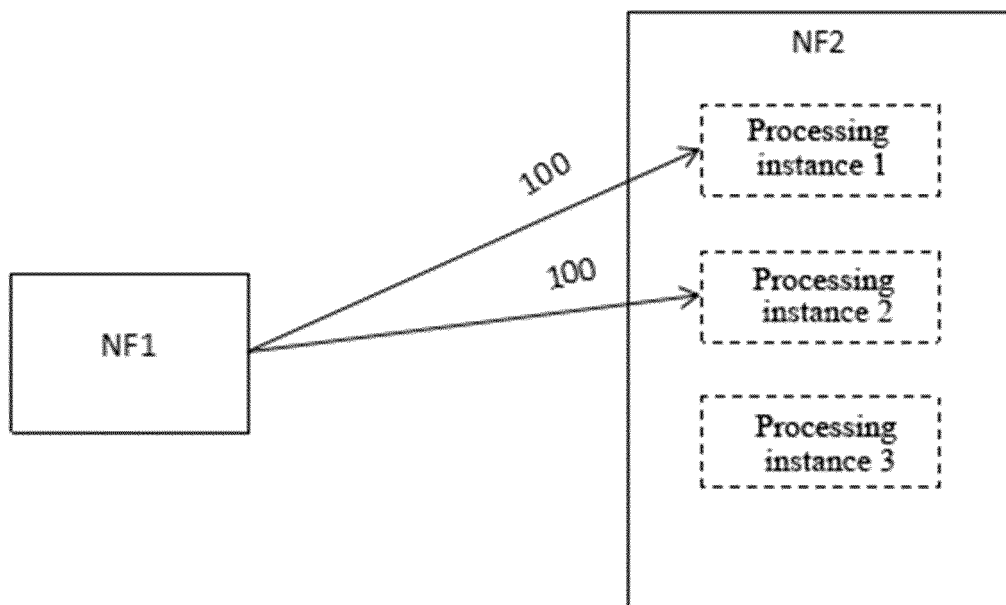 NF2
Processing
instance 1
100
100
Processing
instance 2
NF1
Processing
instance 3